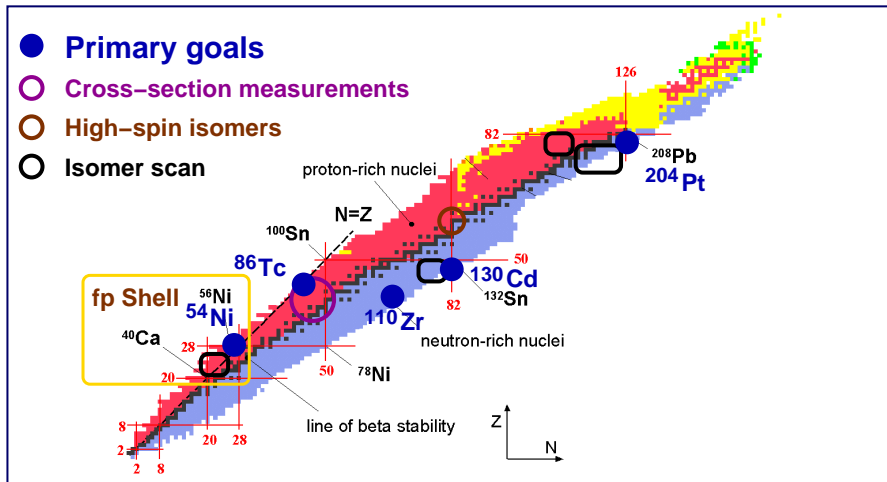 Primary goals
Cross−section measurements
High−spin isomers
Isomer scan
126
82
²⁰⁸Pb
²⁰⁴Pt
proton-rich nuclei
N=Z
¹⁰⁰Sn
50
⁸⁶Tc
¹³⁰Cd
¹³²Sn
82
fp Shell
⁵⁶Ni
⁵⁴Ni
¹¹⁰Zr
neutron-rich nuclei
⁴⁰Ca
28
50
⁷⁸Ni
20
line of beta stability
8
20
28
2
2
8
Z
N